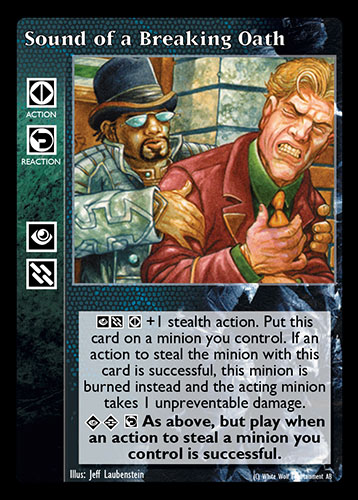 Sound of a Breaking Oath
ACTION
REACTION
+1 stealth action. Put this
card on a minion you control. If an
action to steal the minion with this
card is successful, this minion is
burned instead and the acting minion
takes 1 unpreventable damage.
As above, but play when
an action to steal a minion you
control is successful.
Illus: Jeff Laubenstein
(C) White Wolf Entertainment AB